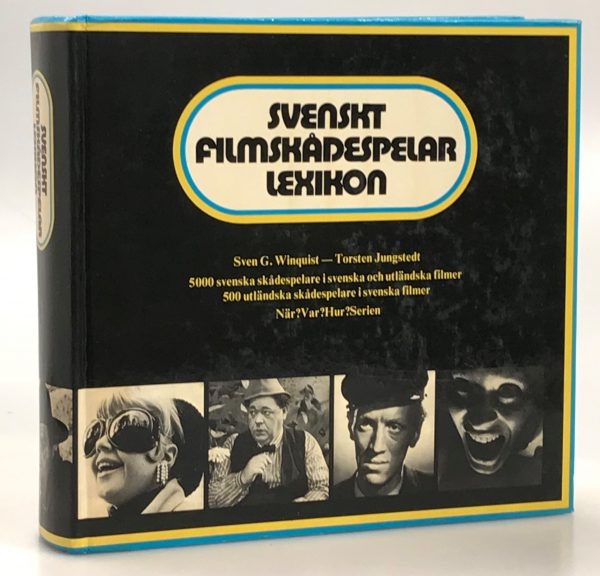 SVENSKT
FILMSKÅDESPELAR
LEXIKON
Sven G. Winquist — Torsten Jungstedt
5000 svenska skådespelare i svenska och utländska filmer
500 utländska skådespelare i svenska filmer
När?Var?Hur?Serien
SVENSKT